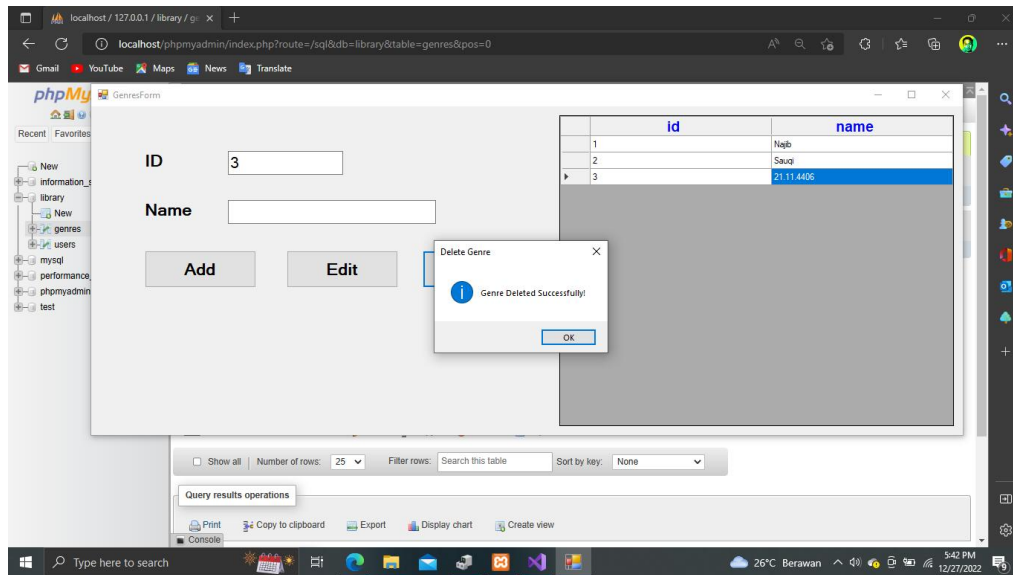 localhost / 127.0.0.1 / library / ge
localhost/phpmyadmin/index.php?route=/sql&db=library&table=genres&pos=0
Gmail YouTube Maps News Translate
phpMy
Recent Favorites
New
information_s
library
New
genres
users
mysql
performance_
phpmyadmin
test
GenresForm
ID 3
Name
Add Edit
id name
1 Najib
2 Sauqi
3 21.11.4406
Delete Genre
Genre Deleted Successfully!
OK
Show all Number of rows: 25 Filter rows: Search this table Sort by key: None
Query results operations
Print Copy to clipboard Export Display chart Create view
Console
Type here to search
26°C Berawan
5:42 PM
12/27/2022